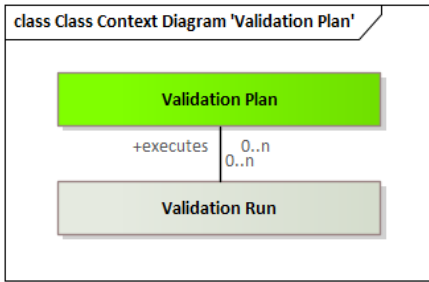 class Class Context Diagram 'Validation Plan'
Validation Plan
+executes 0..n
0..n
Validation Run